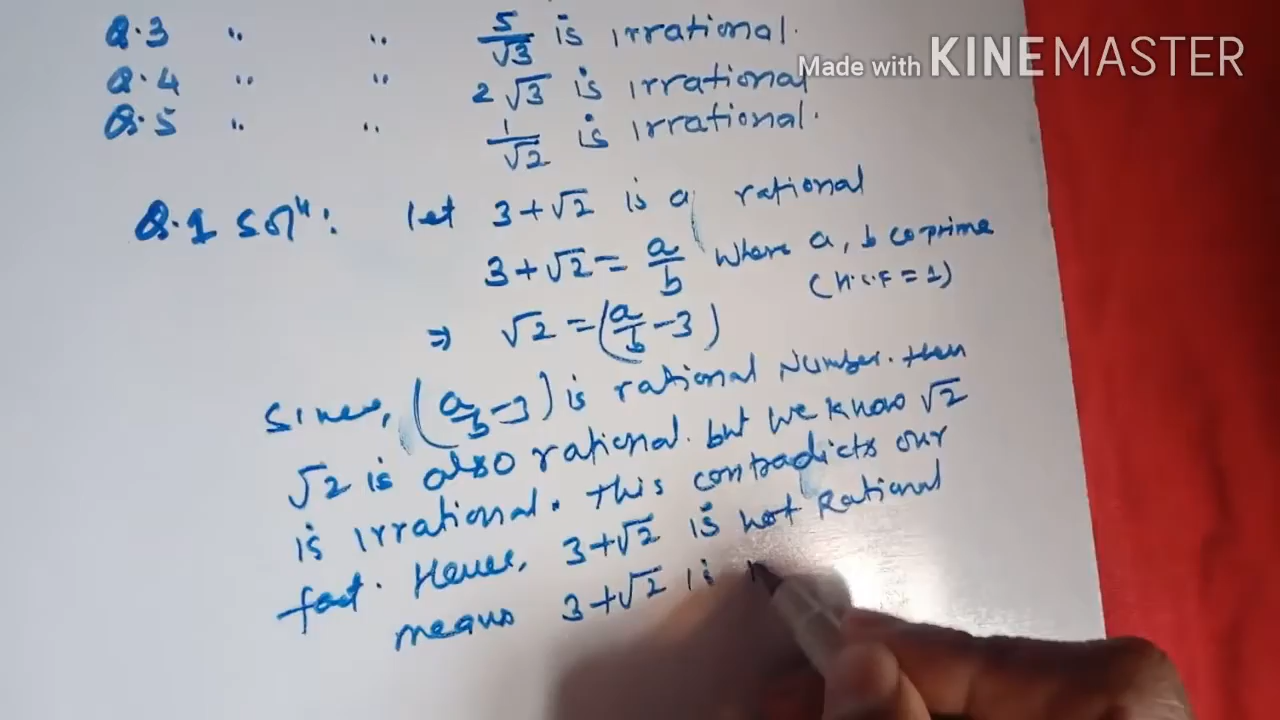 Q.3 " " 5/√3 is irrational.
Made with KINEMASTER
Q.4 " " 2√3 is irrational
Q.5 " " 1/√2 is irrational.
Q.1 Solⁿ: let 3+√2 is a rational
3+√2 = a/b where a, b coprime
(H.C.F = 1)
⇒ √2 = (a/b - 3)
Since, (a/b - 3) is rational Number. then
√2 is also rational. but we know √2
is irrational. This contradicts our
fact. Hence, 3+√2 is not Rational
means 3+√2 is